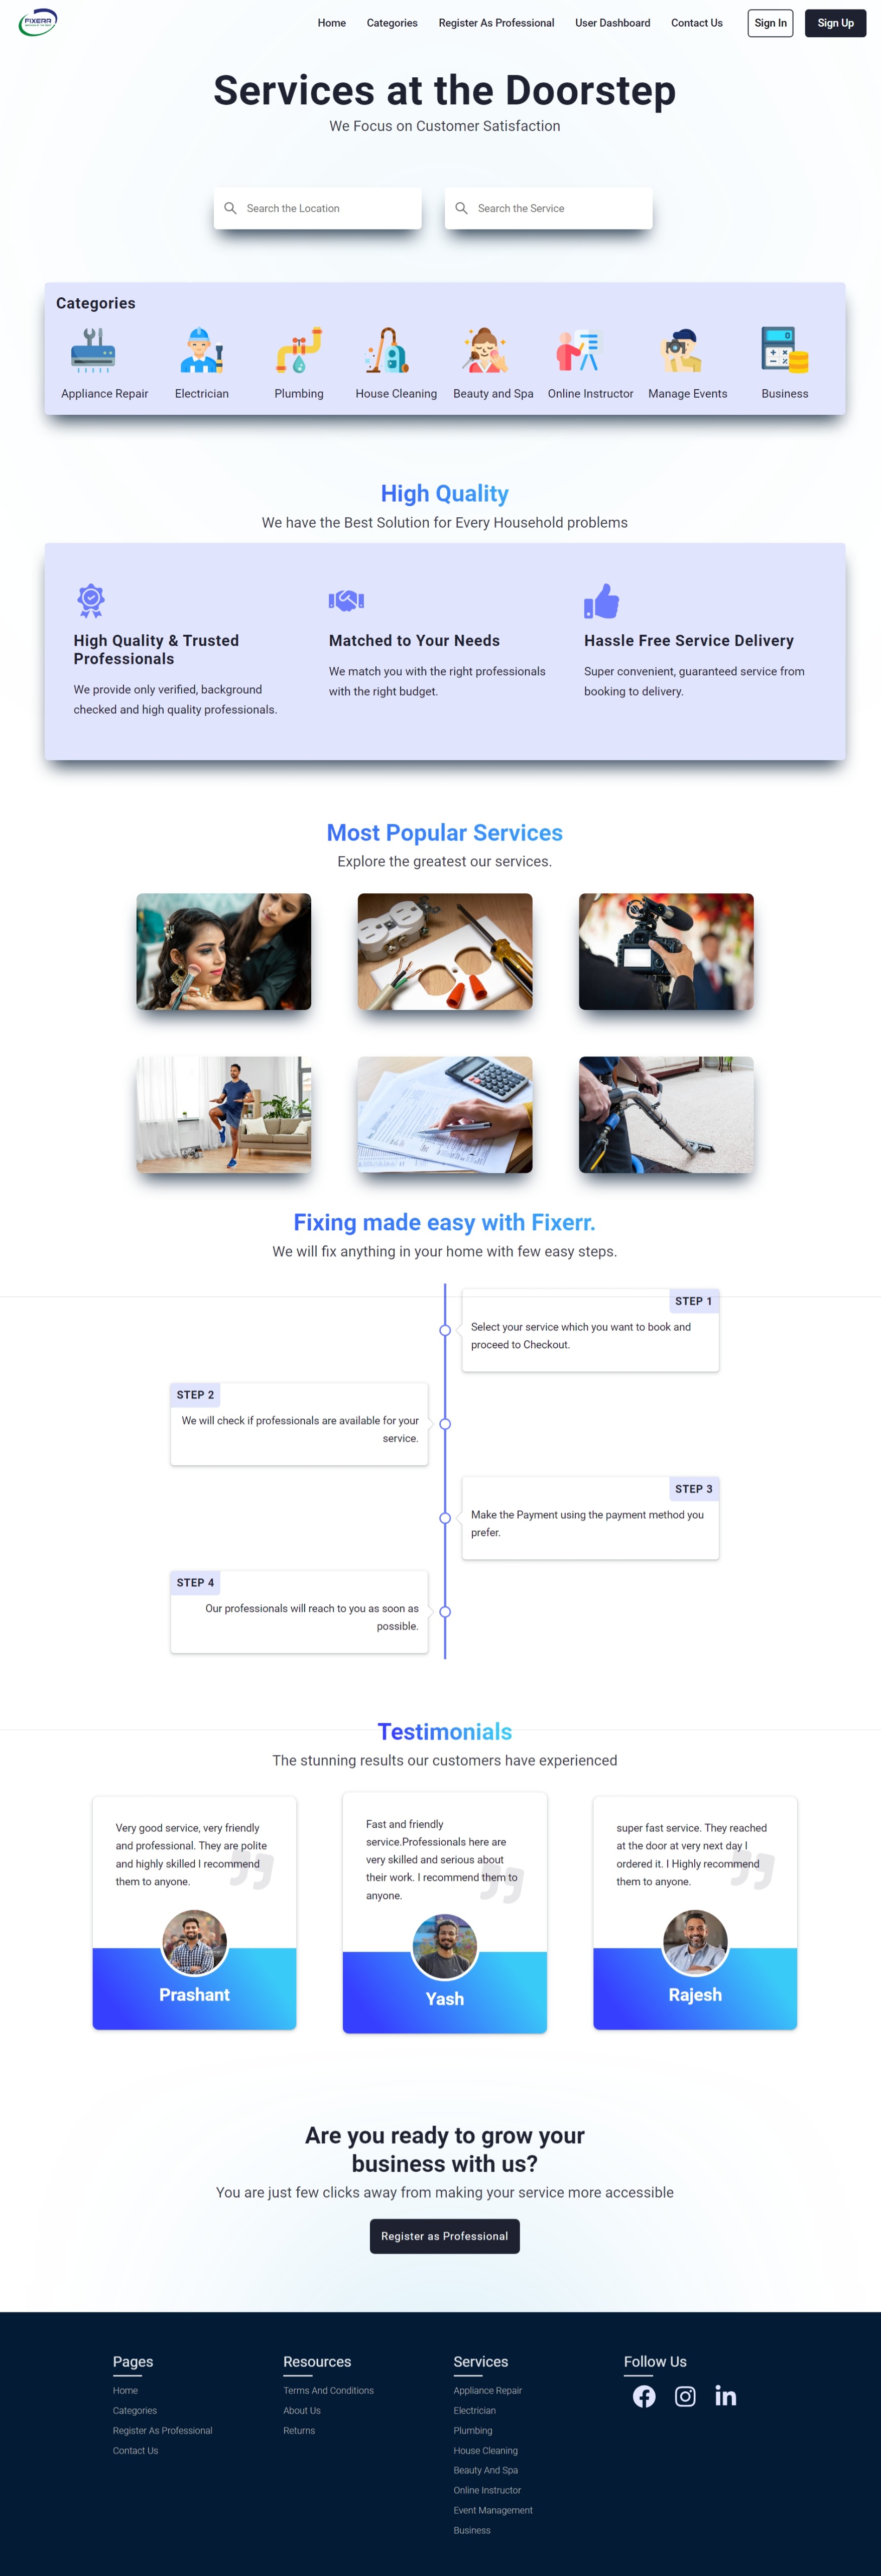 FIXERR
Home Categories Register As Professional User Dashboard Contact Us Sign In Sign Up
Services at the Doorstep
We Focus on Customer Satisfaction
Search the Location Search the Service
Categories
Appliance Repair Electrician Plumbing House Cleaning Beauty and Spa Online Instructor Manage Events Business
High Quality
We have the Best Solution for Every Household problems
High Quality & Trusted
Professionals
We provide only verified, background
checked and high quality professionals.
Matched to Your Needs
We match you with the right professionals
with the right budget.
Hassle Free Service Delivery
Super convenient, guaranteed service from
booking to delivery.
Most Popular Services
Explore the greatest our services.
Fixing made easy with Fixerr.
We will fix anything in your home with few easy steps.
STEP 1
Select your service which you want to book and
proceed to Checkout.
STEP 2
We will check if professionals are available for your
service.
STEP 3
Make the Payment using the payment method you
prefer.
STEP 4
Our professionals will reach to you as soon as
possible.
Testimonials
The stunning results our customers have experienced
Very good service, very friendly
and professional. They are polite
and highly skilled I recommend
them to anyone.
Prashant
Fast and friendly
service.Professionals here are
very skilled and serious about
their work. I recommend them to
anyone.
Yash
super fast service. They reached
at the door at very next day I
ordered it. I Highly recommend
them to anyone.
Rajesh
Are you ready to grow your
business with us?
You are just few clicks away from making your service more accessible
Register as Professional
Pages
Home
Categories
Register As Professional
Contact Us
Resources
Terms And Conditions
About Us
Returns
Services
Appliance Repair
Electrician
Plumbing
House Cleaning
Beauty And Spa
Online Instructor
Event Management
Business
Follow Us